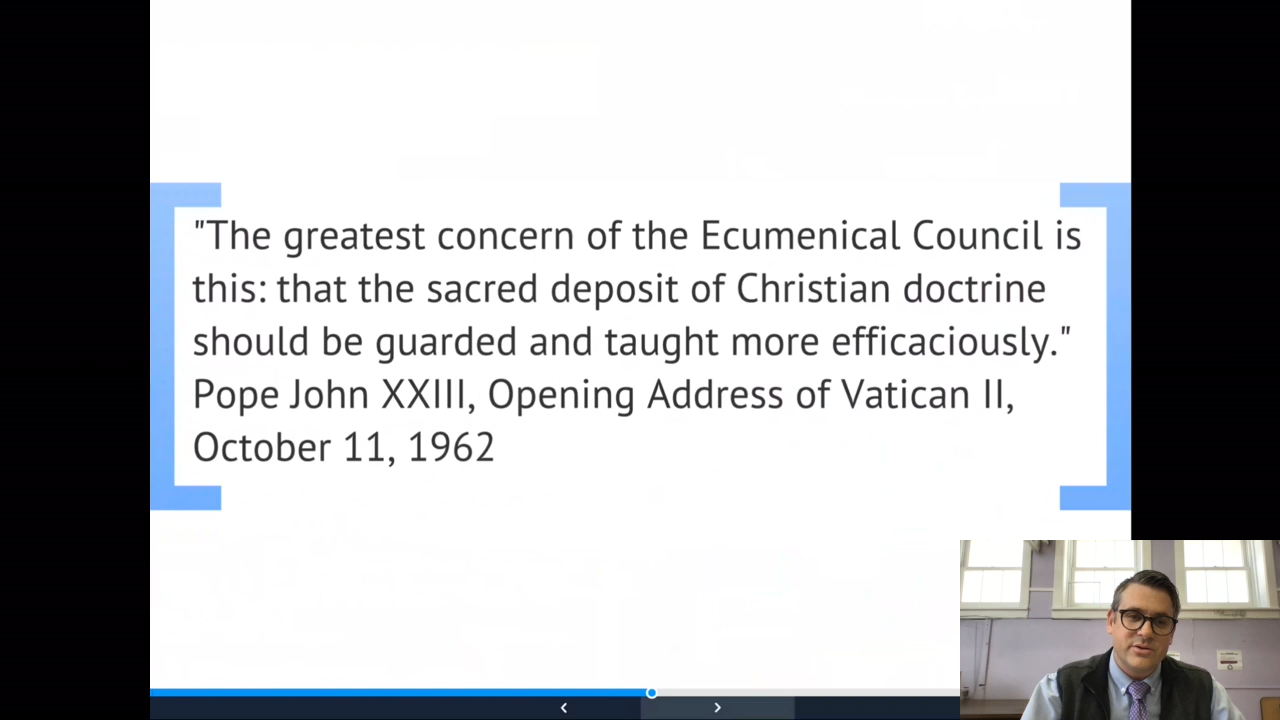 "The greatest concern of the Ecumenical Council is
this: that the sacred deposit of Christian doctrine
should be guarded and taught more efficaciously."
Pope John XXIII, Opening Address of Vatican II,
October 11, 1962